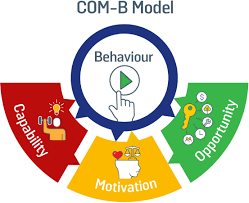 COM-B Model
Behaviour
Capability
Motivation
Opportunity